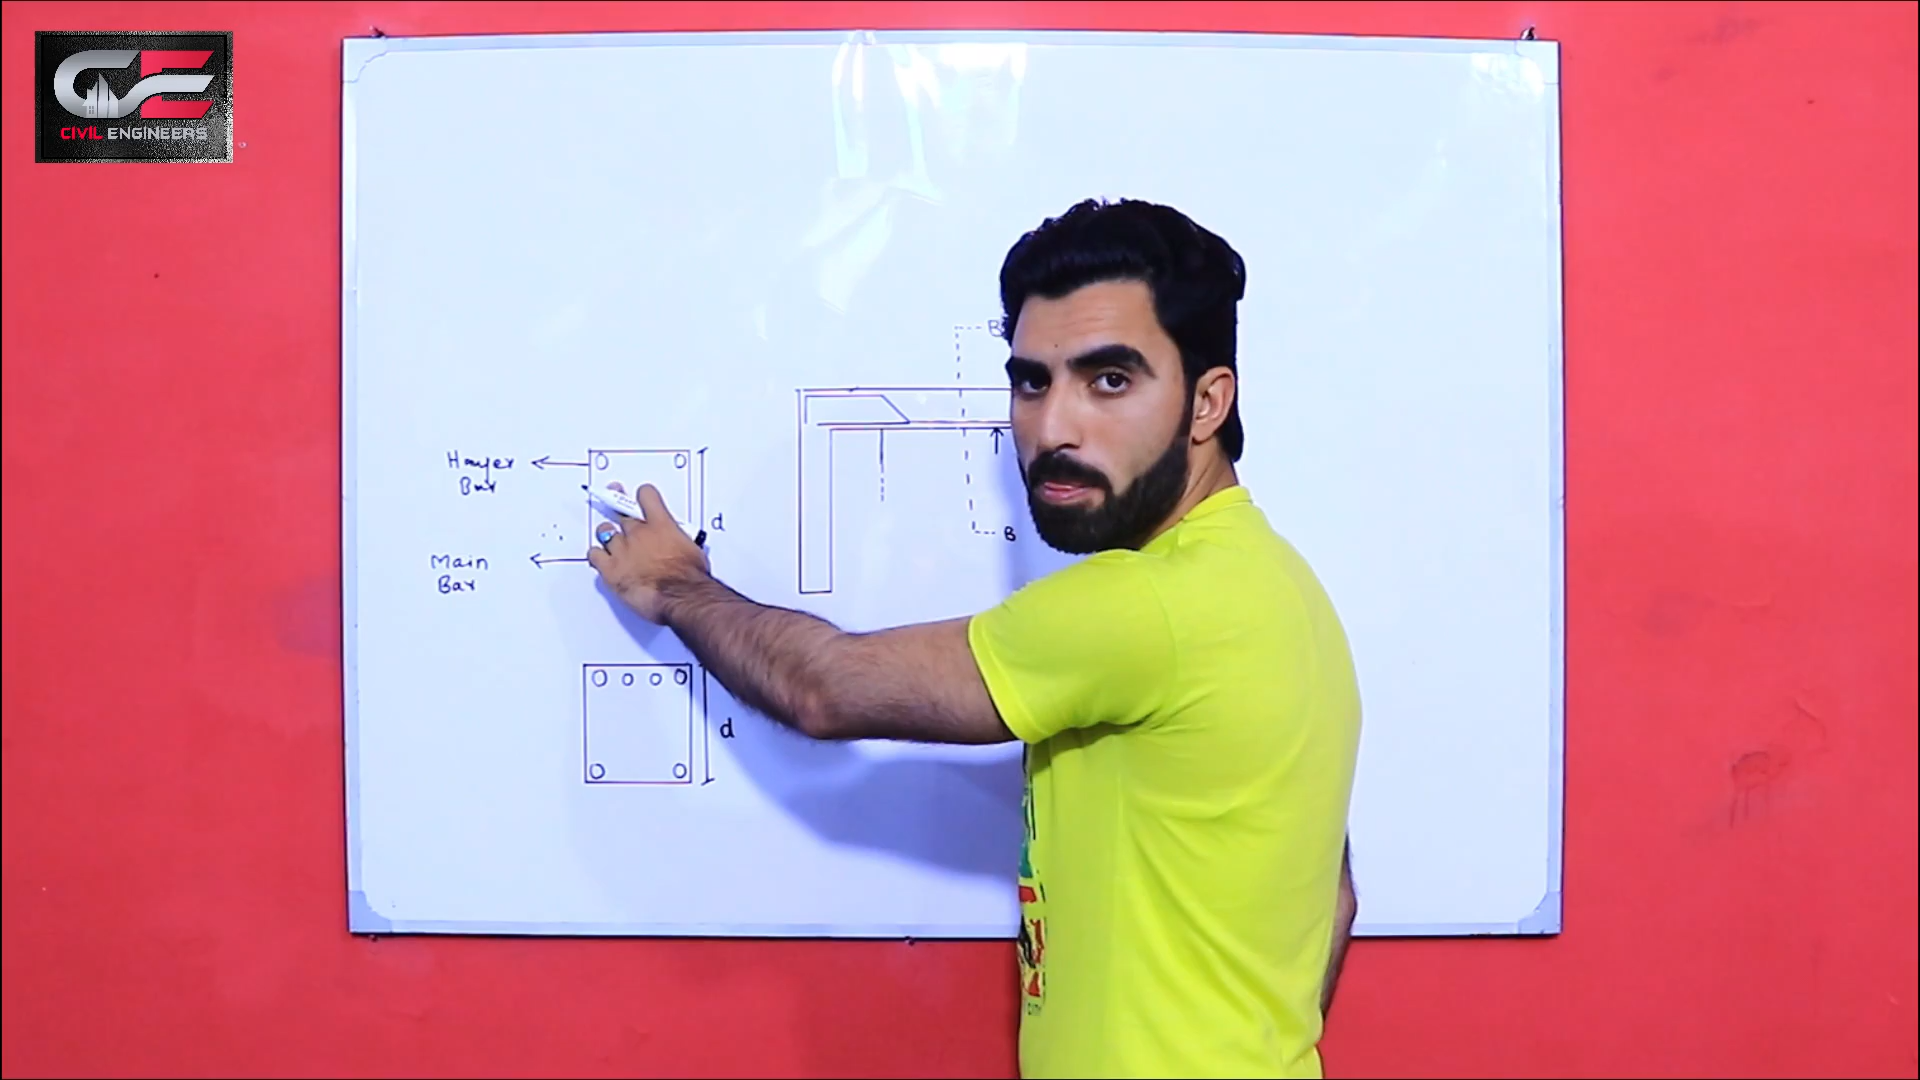 CIVIL ENGINEERS
B
Hanger
Bar
d
B
Main
Bar
d